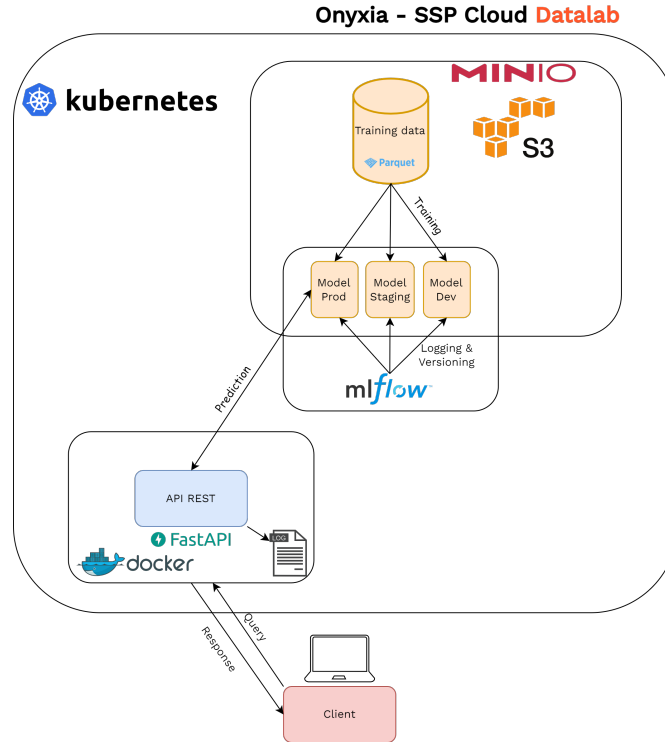 Onyxia - SSP Cloud Datalab
kubernetes
MINIO
S3
Training data
Parquet
Training
Model
Prod
Model
Staging
Model
Dev
Logging &
Versioning
mlflow™
Prediction
API REST
FastAPI
LOG
docker
Query
Response
Client